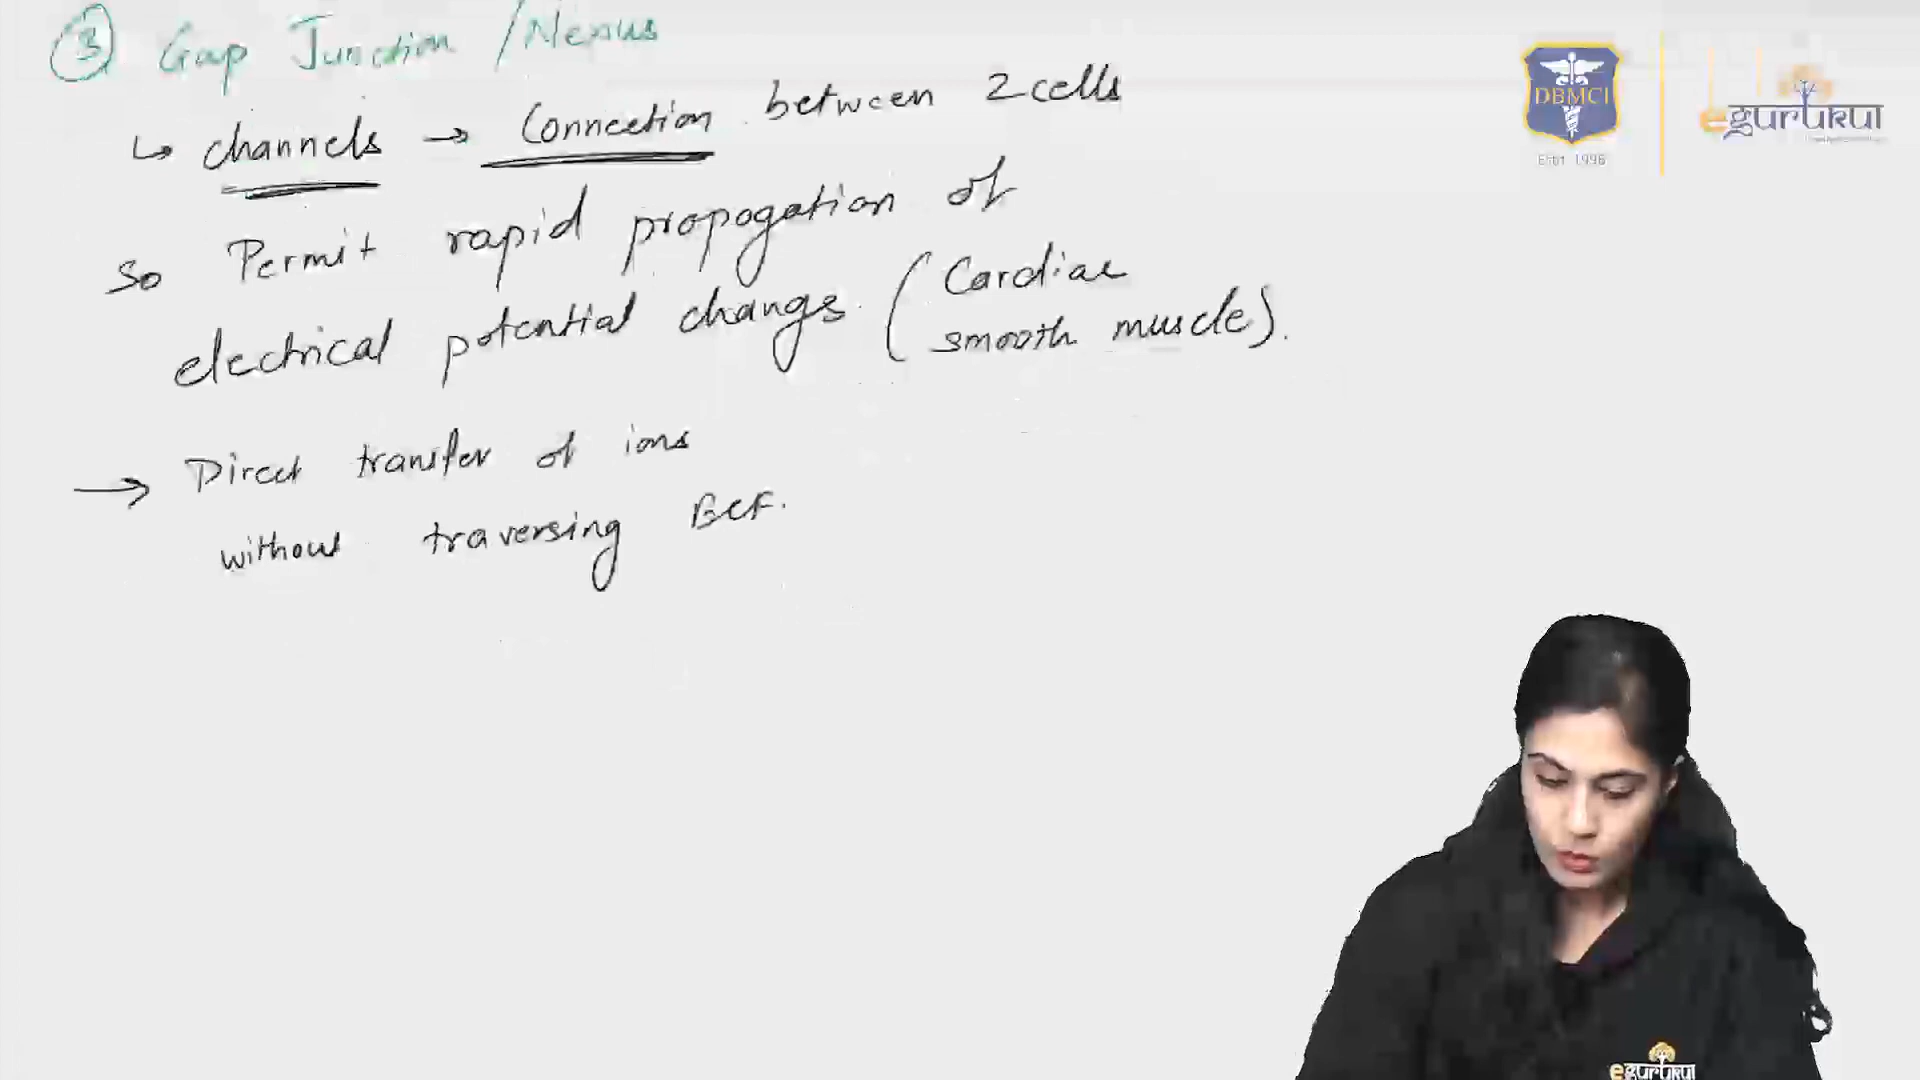 3 Gap Junction / Nexus
↳ channels → Connection between 2 cells
So Permit rapid propogation of
electrical potential changs. (Cardiac
smooth muscle).
→ Direct transfer of ions
without traversing ECF.
DBMCI
Estd 1996
egurukul
egurukul